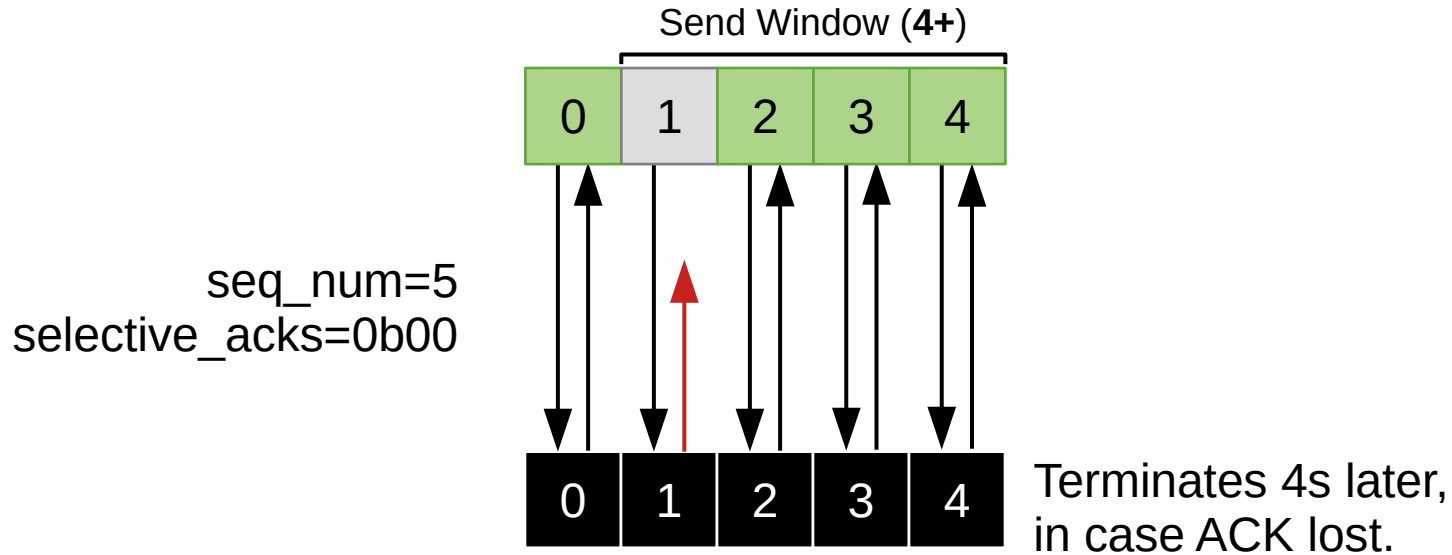 Send Window (4+)
0 1 2 3 4
seq_num=5
selective_acks=0b00
0 1 2 3 4
Terminates 4s later,
in case ACK lost.